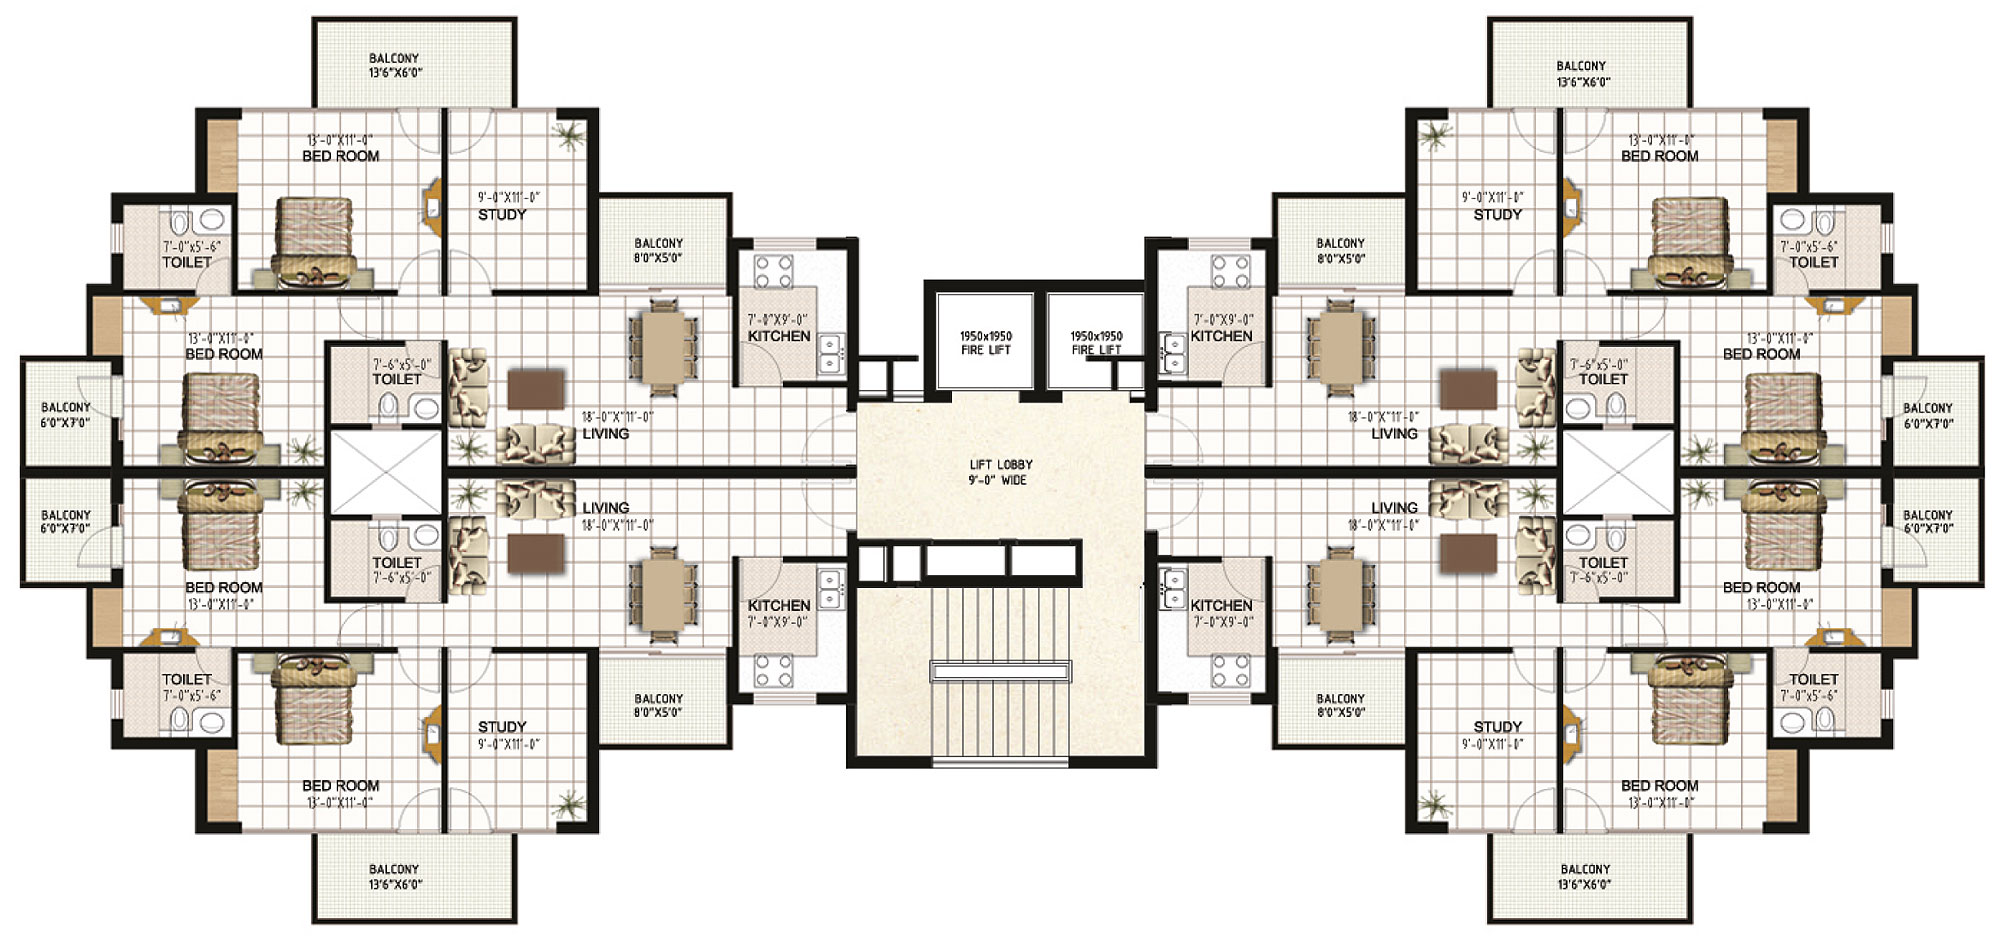 BALCONY
13'6"X6'0"
BALCONY
13'6"X6'0"
13'-0"X11'-0"
BED ROOM
9'-0"X11'-0"
STUDY
9'-0"X11'-0"
STUDY
13'-0"X11'-0"
BED ROOM
7'-0"x5'-6"
TOILET
BALCONY
8'0"X5'0"
BALCONY
8'0"X5'0"
7'-0"x5'-6"
TOILET
13'-0"X11'-0"
BED ROOM
7'-0"X9'-0"
KITCHEN
1950x1950
FIRE LIFT
1950x1950
FIRE LIFT
7'-0"X9'-0"
KITCHEN
13'-0"X11'-0"
BED ROOM
7'-6"x5'-0"
TOILET
7'-6"x5'-0"
TOILET
BALCONY
6'0"X7'0"
18'-0"X"11'-0"
LIVING
18'-0"X"11'-0"
LIVING
BALCONY
6'0"X7'0"
LIFT LOBBY
9'-0" WIDE
BALCONY
6'0"X7'0"
LIVING
18'-0"X"11'-0"
LIVING
18'-0"X"11'-0"
BALCONY
6'0"X7'0"
TOILET
7'-6"x5'-0"
TOILET
7'-6"x5'-0"
BED ROOM
13'-0"X11'-0"
KITCHEN
7'-0"X9'-0"
KITCHEN
7'-0"X9'-0"
BED ROOM
13'-0"X11'-0"
TOILET
7'-0"x5'-6"
BALCONY
8'0"X5'0"
BALCONY
8'0"X5'0"
TOILET
7'-0"x5'-6"
STUDY
9'-0"X11'-0"
STUDY
9'-0"X11'-0"
BED ROOM
13'-0"X11'-0"
BED ROOM
13'-0"X11'-0"
BALCONY
13'6"X6'0"
BALCONY
13'6"X6'0"